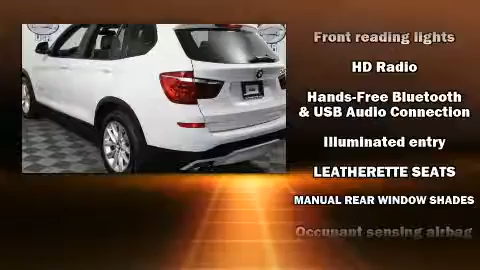 Front reading lights
HD Radio
Hands-Free Bluetooth
& USB Audio Connection
Illuminated entry
LEATHERETTE SEATS
MANUAL REAR WINDOW SHADES
Occupant sensing airbag